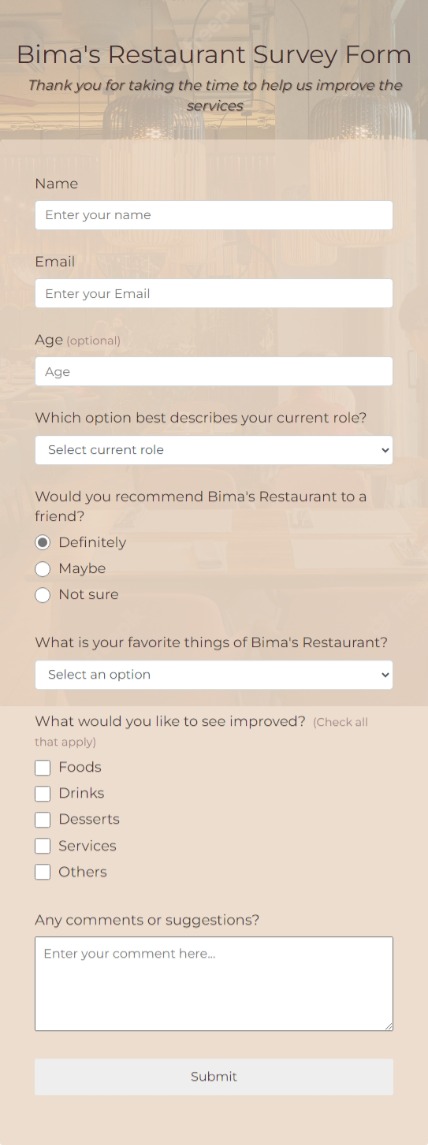 Bima's Restaurant Survey Form
Thank you for taking the time to help us improve the
services
Name
Enter your name
Email
Enter your Email
Age (optional)
Age
Which option best describes your current role?
Select current role
Would you recommend Bima's Restaurant to a
friend?
Definitely
Maybe
Not sure
What is your favorite things of Bima's Restaurant?
Select an option
What would you like to see improved? (Check all
that apply)
Foods
Drinks
Desserts
Services
Others
Any comments or suggestions?
Enter your comment here...
Submit